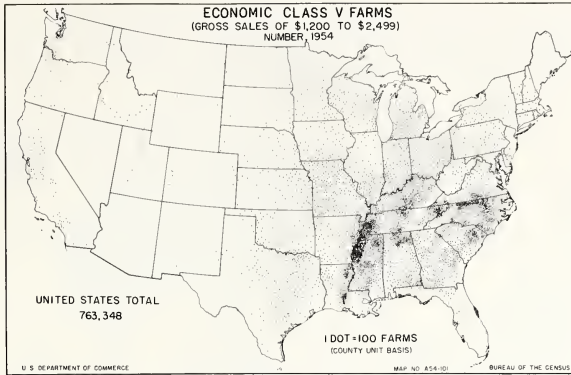 ECONOMIC CLASS V FARMS
(GROSS SALES OF $1,200 TO $2,499)
NUMBER, 1954
UNITED STATES TOTAL
763,348
1 DOT = 100 FARMS
(COUNTY UNIT BASIS)
U S DEPARTMENT OF COMMERCE
MAP NO A54-101
BUREAU OF THE CENSUS